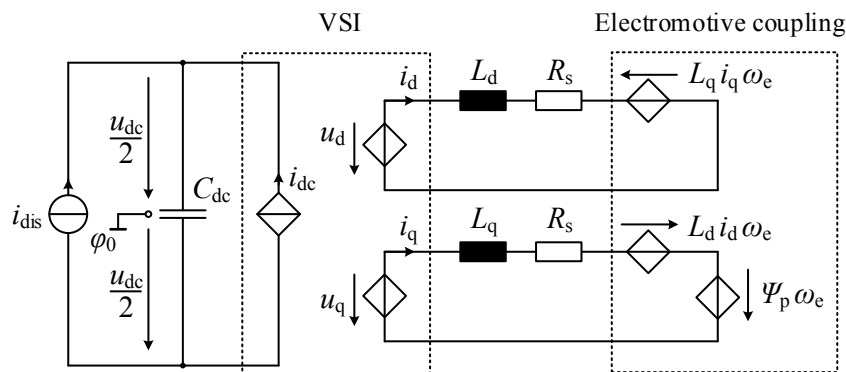 VSI
Electromotive coupling
i_d
L_d
R_s
L_q i_q ω_e
u_dc/2
u_d
C_dc
i_dc
i_dis
φ_0
i_q
L_q
R_s
L_d i_d ω_e
u_dc/2
u_q
Ψ_p ω_e